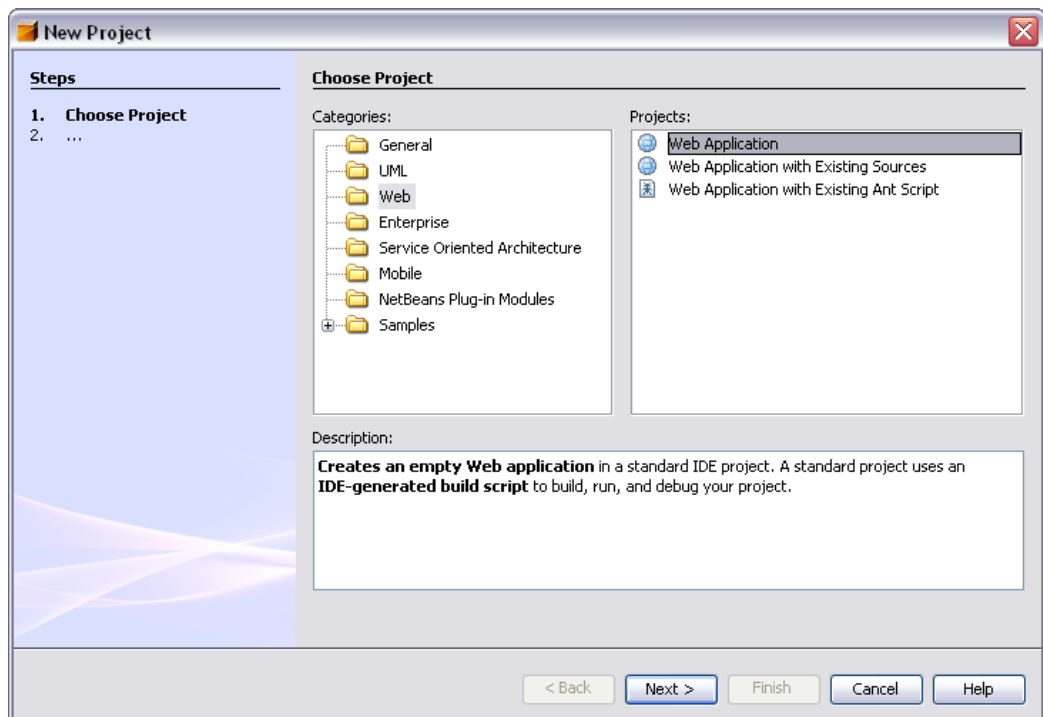 New Project
Steps
1. Choose Project
2. ...
Choose Project
Categories:
General
UML
Web
Enterprise
Service Oriented Architecture
Mobile
NetBeans Plug-in Modules
Samples
Projects:
Web Application
Web Application with Existing Sources
Web Application with Existing Ant Script
Description:
Creates an empty Web application in a standard IDE project. A standard project uses an
IDE-generated build script to build, run, and debug your project.
< Back
Next >
Finish
Cancel
Help